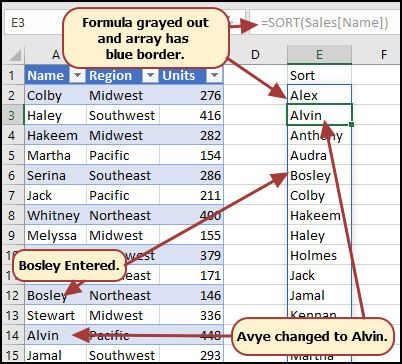 E3
Formula grayed out
and array has
blue border.
=SORT(Sales[Name])
A D E F
1 Name Region Units Sort
2 Colby Midwest 276 Alex
3 Haley Southwest 416 Alvin
4 Hakeem Midwest 282 Anthony
5 Martha Pacific 154 Audra
6 Serina Southeast 286 Bosley
7 Jack Pacific 211 Colby
8 Whitney Northeast 400 Hakeem
9 Melyssa Midwest 155 Haley
379 Holmes
Bosley Entered.
171 Jack
12 Bosley Northeast 146 Jamal
13 Stewart Midwest 336
14 Alvin Pacific 448
Avye changed to Alvin.
15 Jamal Southwest 293 Martha